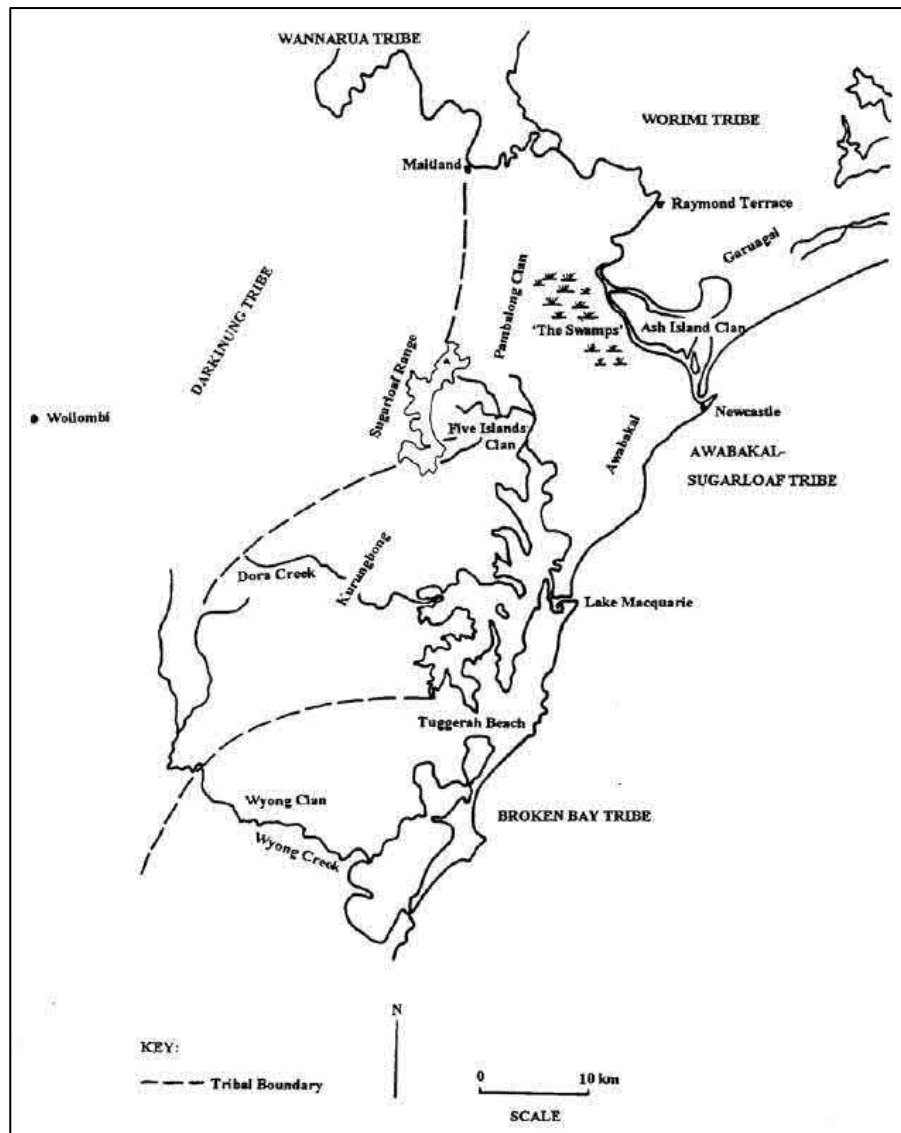 WANNARUA TRIBE
WORIMI TRIBE
Maitland
Raymond Terrace
Garuagal
DARKINUNG TRIBE
Pambalong Clan
'The Swamps'
Ash Island Clan
Sugarloaf Range
Wollombi
Newcastle
Five Islands
Clan
Awabakal
AWABAKAL-
SUGARLOAF TRIBE
Dora Creek
Kurungbong
Lake Macquarie
Tuggerah Beach
Wyong Clan
BROKEN BAY TRIBE
Wyong Creek
N
KEY:
Tribal Boundary
0 10 km
SCALE